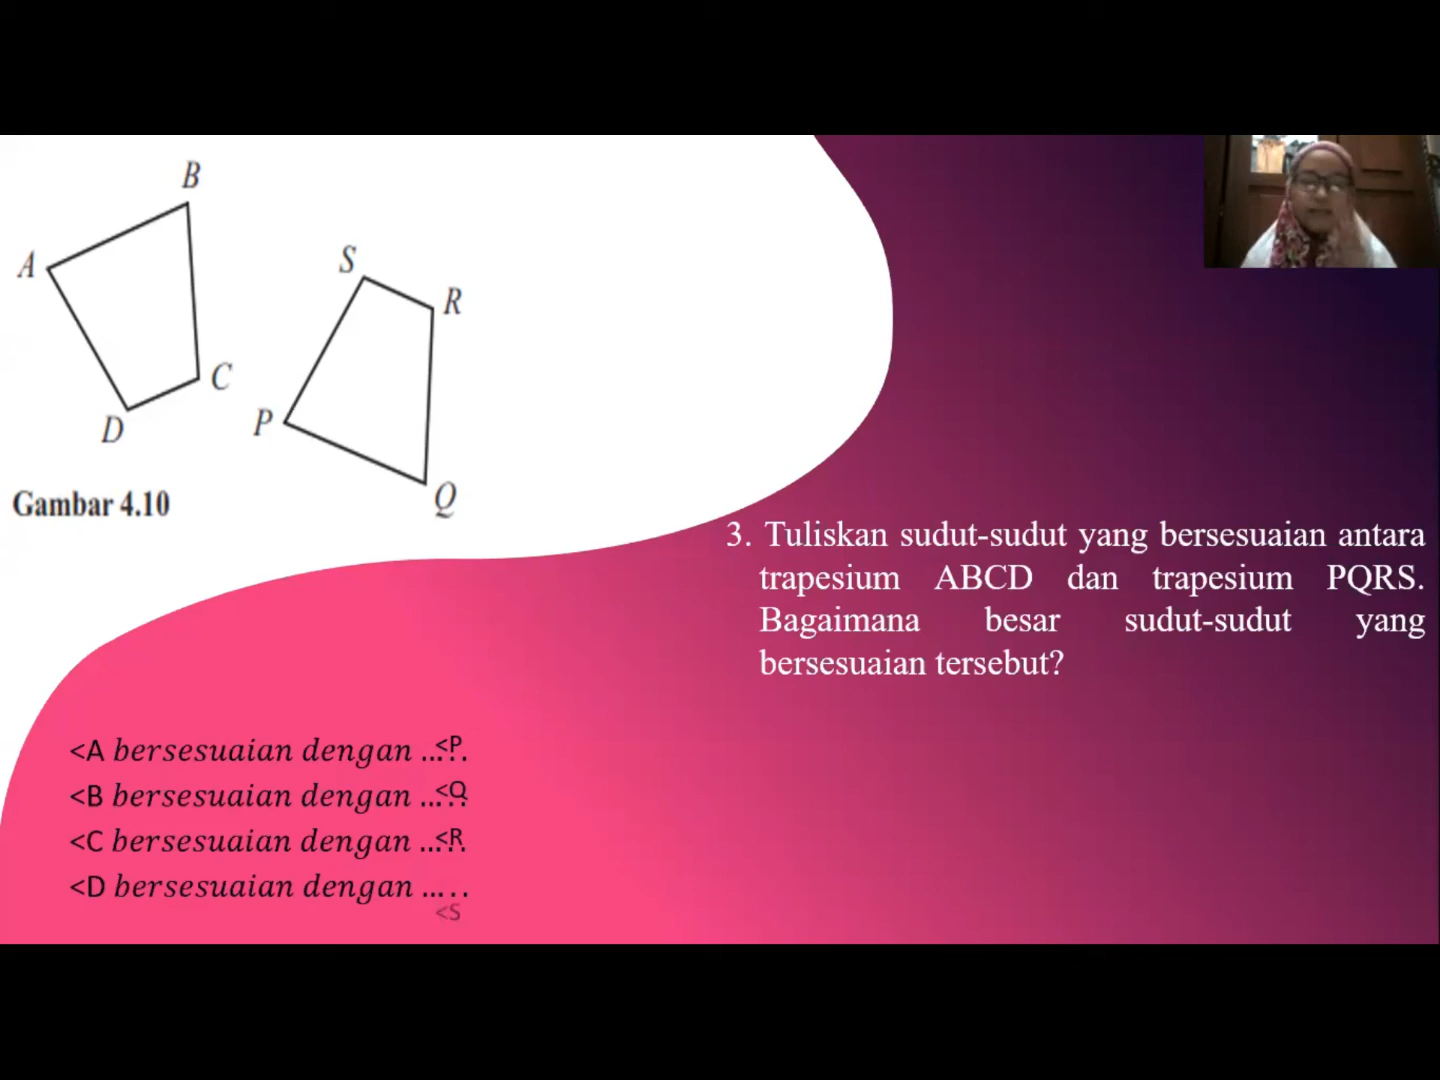 B
A
S
R
C
P
D
Q
Gambar 4.10
3. Tuliskan sudut-sudut yang bersesuaian antara
trapesium ABCD dan trapesium PQRS.
Bagaimana besar sudut-sudut yang
bersesuaian tersebut?
<A bersesuaian dengan ..... <P
<B bersesuaian dengan ..... <Q
<C bersesuaian dengan ..... <R
<D bersesuaian dengan .....
<S